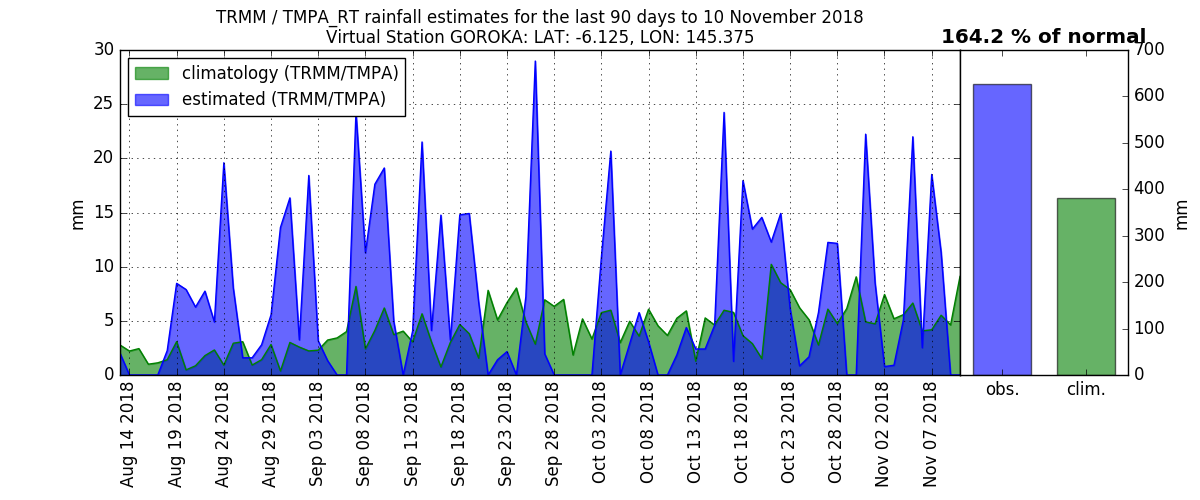 TRMM / TMPA_RT rainfall estimates for the last 90 days to 10 November 2018
Virtual Station GOROKA: LAT: -6.125, LON: 145.375
164.2 % of normal
climatology (TRMM/TMPA)
estimated (TRMM/TMPA)
30
25
20
15
10
5
0
mm
Aug 14 2018
Aug 19 2018
Aug 24 2018
Aug 29 2018
Sep 03 2018
Sep 08 2018
Sep 13 2018
Sep 18 2018
Sep 23 2018
Sep 28 2018
Oct 03 2018
Oct 08 2018
Oct 13 2018
Oct 18 2018
Oct 23 2018
Oct 28 2018
Nov 02 2018
Nov 07 2018
obs.
clim.
700
600
500
400
300
200
100
0
mm